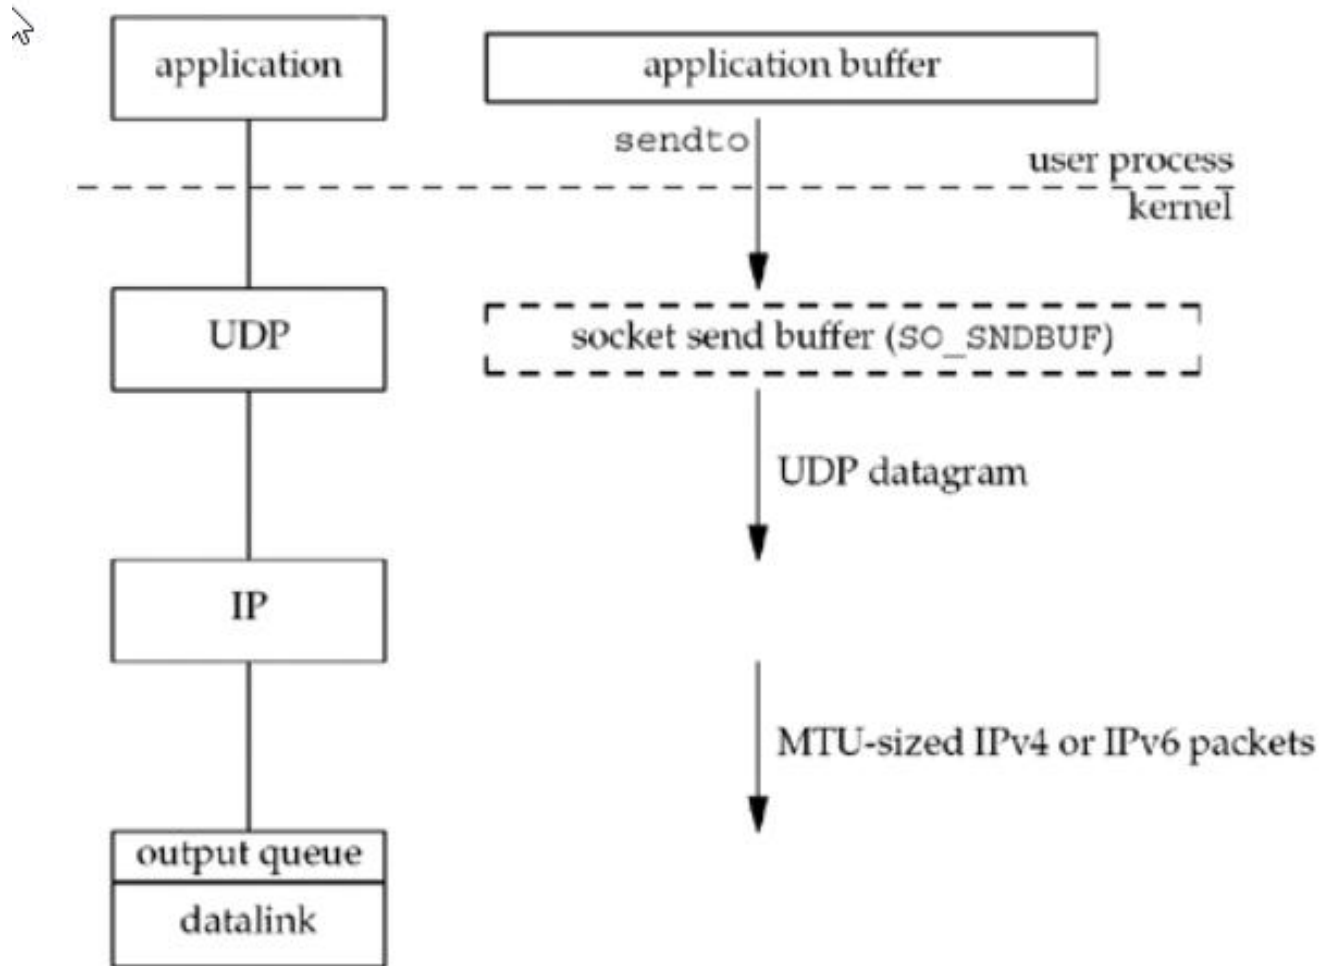 application
application buffer
sendto
user process
kernel
UDP
socket send buffer (SO_SNDBUF)
UDP datagram
IP
MTU-sized IPv4 or IPv6 packets
output queue
datalink